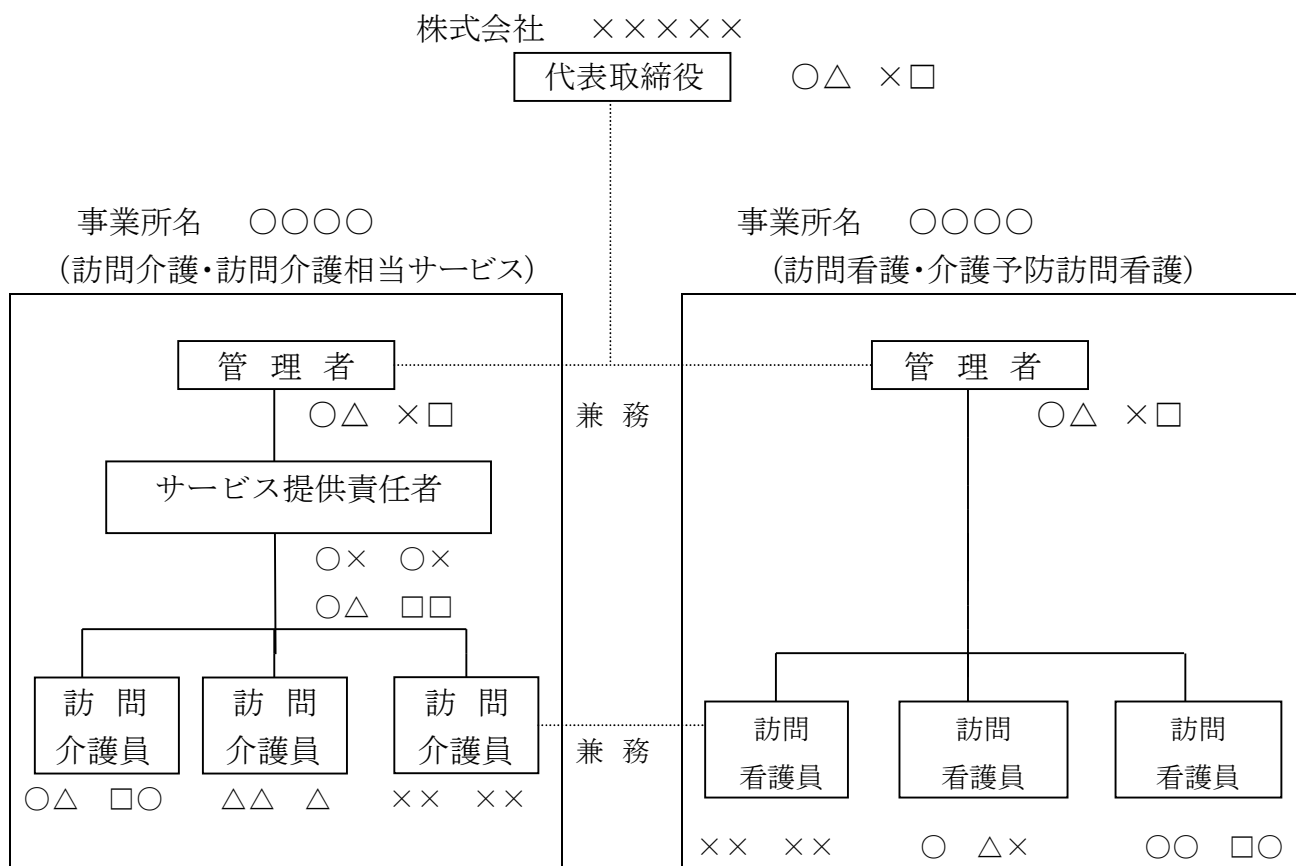 株式会社　×××××
代表取締役　○△　×□
事業所名　○○○○
(訪問介護・訪問介護相当サービス)
管理者
○△　×□
サービス提供責任者
○×　○×
○△　□□
訪問
介護員
○△　□○
訪問
介護員
△△　△
訪問
介護員
××　××
兼務
兼務
事業所名　○○○○
(訪問看護・介護予防訪問看護)
管理者
○△　×□
訪問
看護員
××　××
訪問
看護員
○　△×
訪問
看護員
○○　□○